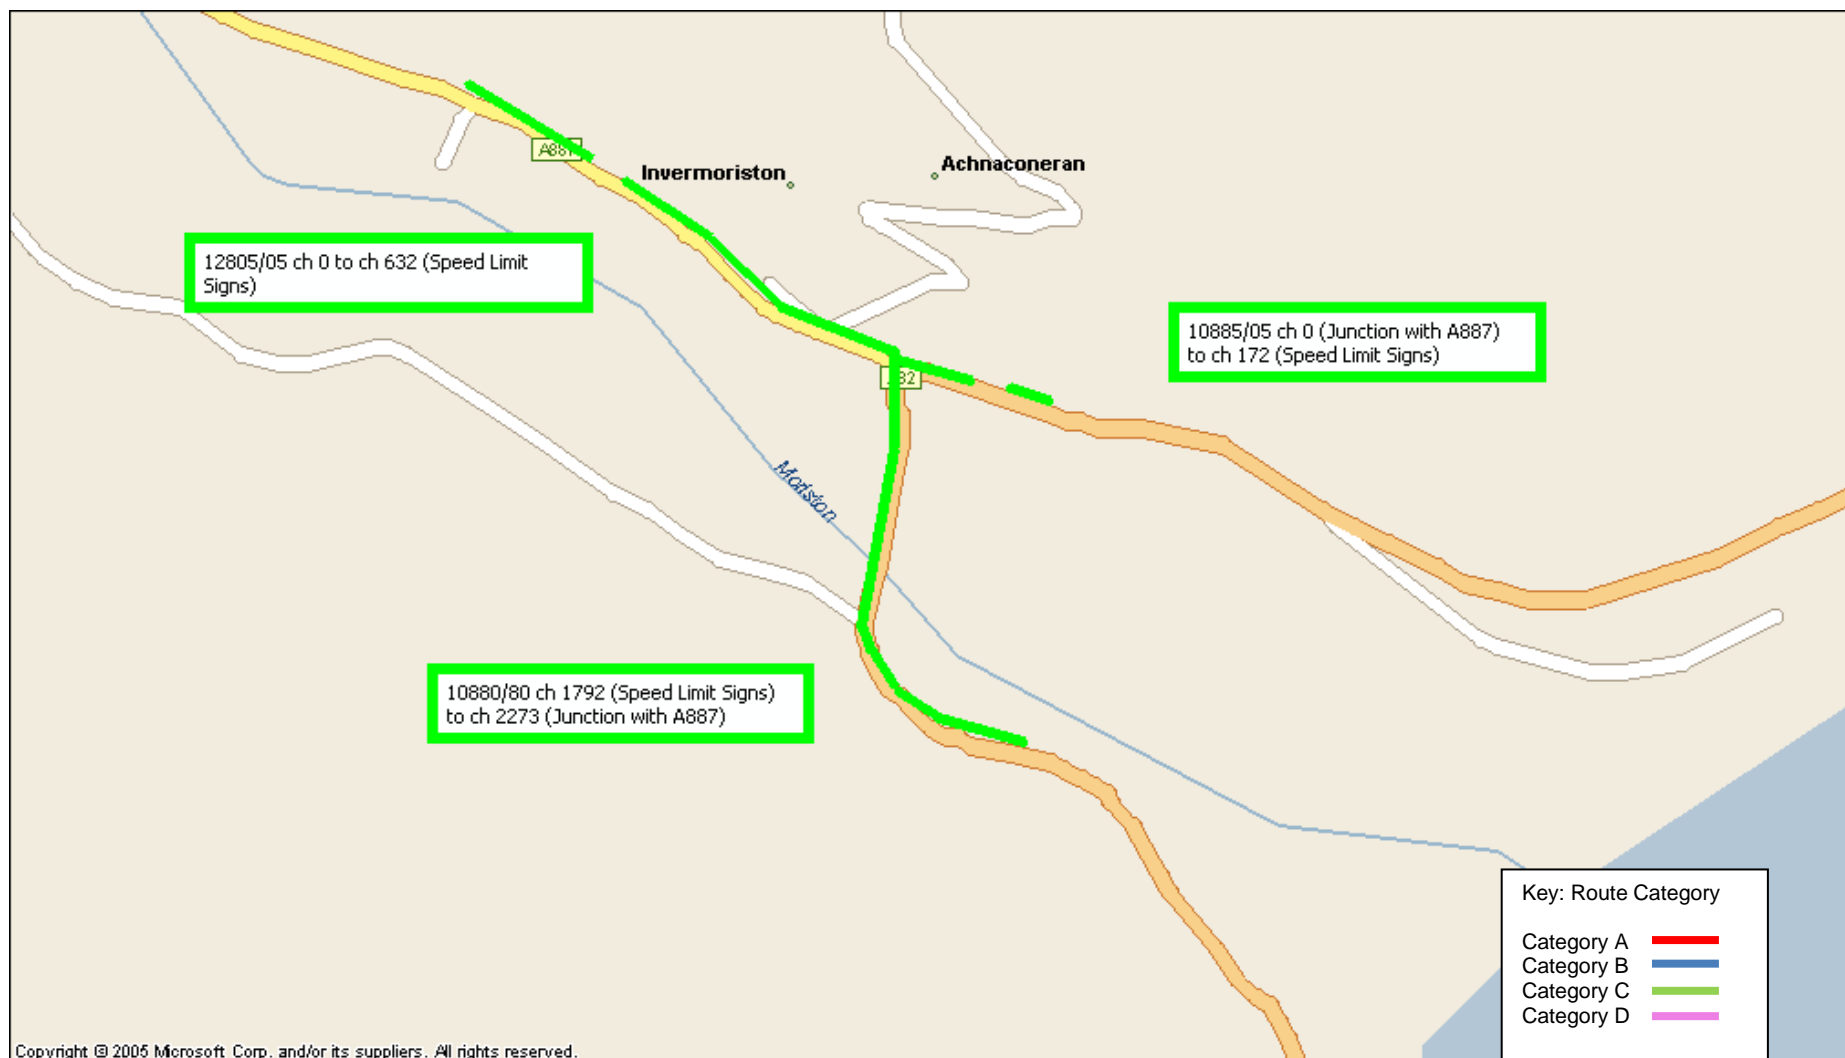 A887
Invermoriston
Achnaconeran
12805/05 ch 0 to ch 632 (Speed Limit
Signs)
10885/05 ch 0 (Junction with A887)
to ch 172 (Speed Limit Signs)
A82
Moriston
10880/80 ch 1792 (Speed Limit Signs)
to ch 2273 (Junction with A887)
Key: Route Category
Category A
Category B
Category C
Category D
Copyright © 2005 Microsoft Corp. and/or its suppliers. All rights reserved.